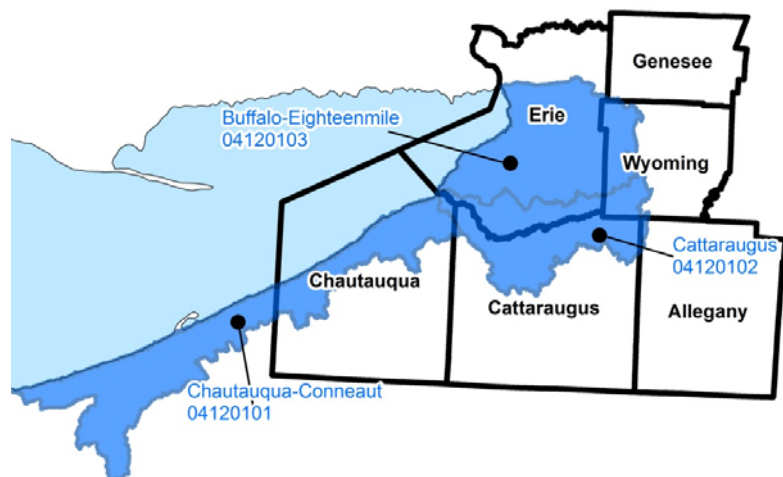 Genesee
Buffalo-Eighteenmile
04120103
Erie
Wyoming
Cattaraugus
04120102
Chautauqua
Cattaraugus
Allegany
Chautauqua-Conneaut
04120101